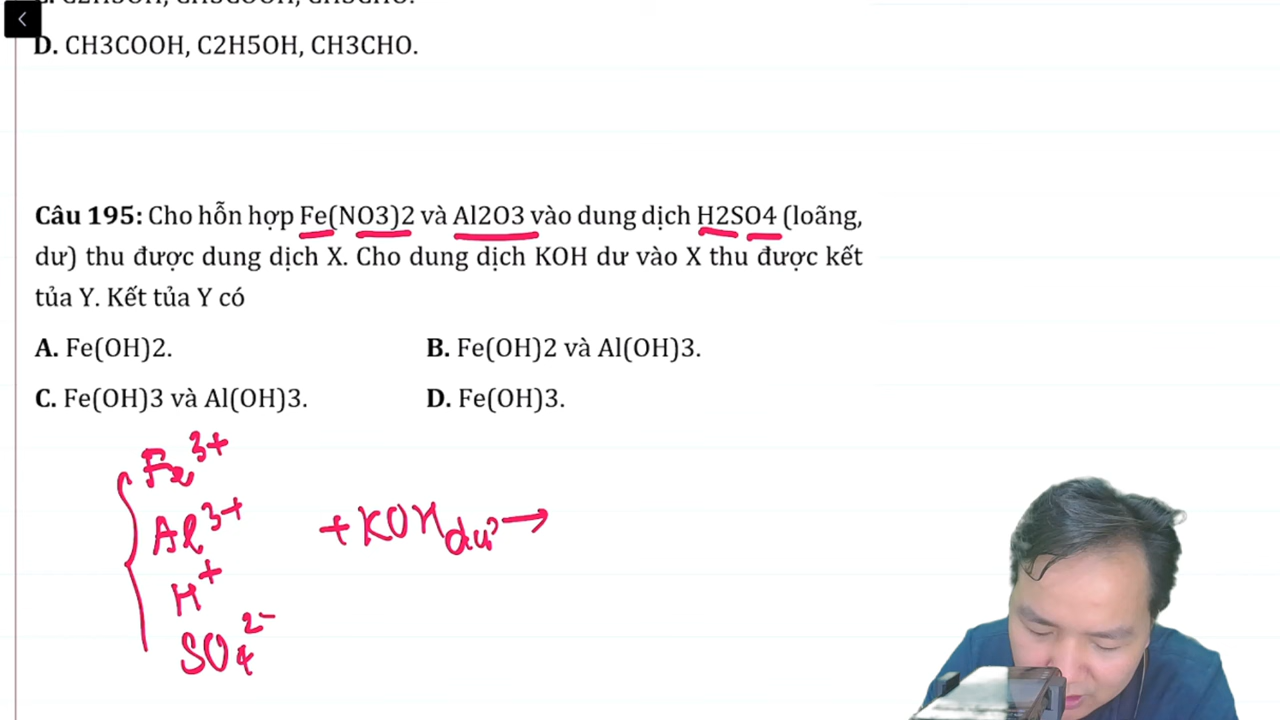 D. CH3COOH, C2H5OH, CH3CHO.
Câu 195: Cho hỗn hợp Fe(NO3)2 và Al2O3 vào dung dịch H2SO4 (loãng,
dư) thu được dung dịch X. Cho dung dịch KOH dư vào X thu được kết
tủa Y. Kết tủa Y có
A. Fe(OH)2. B. Fe(OH)2 và Al(OH)3.
C. Fe(OH)3 và Al(OH)3. D. Fe(OH)3.
Fe3+
Al3+ + KOH dư →
H+
SO42-